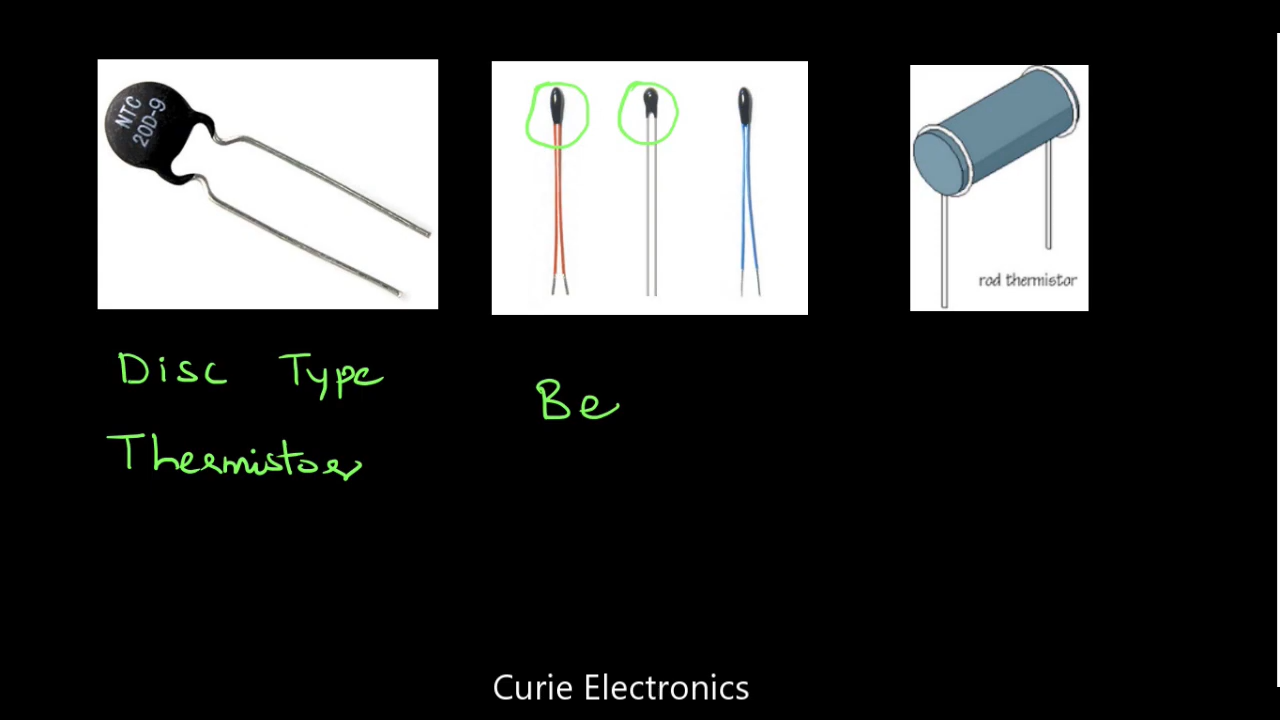 NTC
20D-9
rod thermistor
Disc Type
Thermistor
Be
Curie Electronics